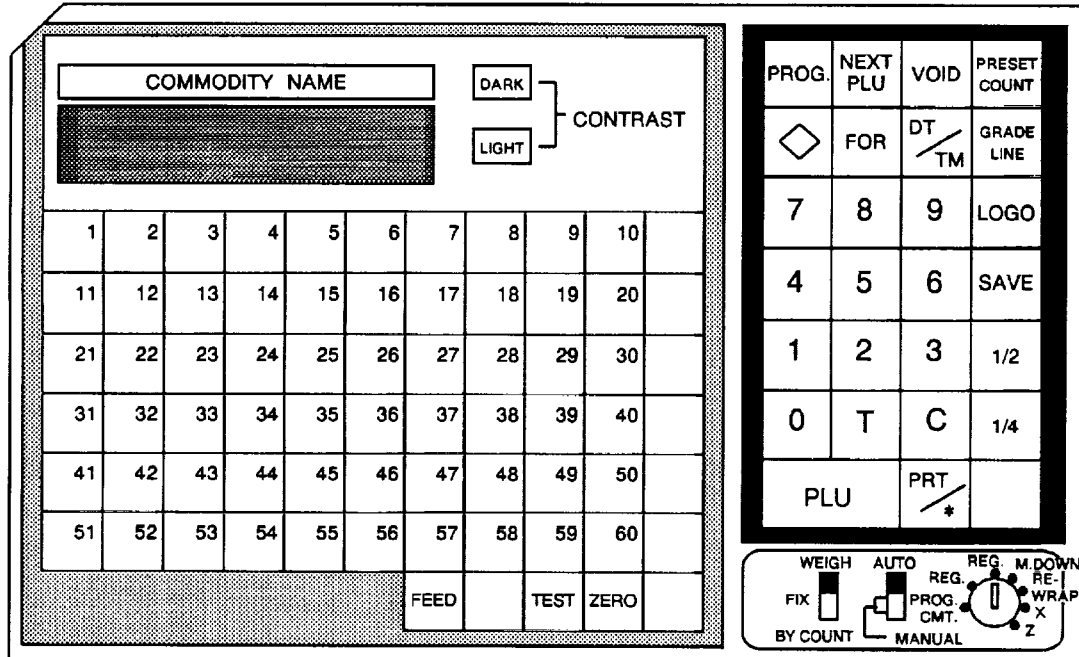 COMMODITY NAME
DARK
LIGHT
CONTRAST
1 2 3 4 5 6 7 8 9 10
11 12 13 14 15 16 17 18 19 20
21 22 23 24 25 26 27 28 29 30
31 32 33 34 35 36 37 38 39 40
41 42 43 44 45 46 47 48 49 50
51 52 53 54 55 56 57 58 59 60
FEED TEST ZERO
PROG. NEXT PLU VOID PRESET COUNT
FOR DT/TM GRADE LINE
7 8 9 LOGO
4 5 6 SAVE
1 2 3 1/2
0 T C 1/4
PLU PRT/*
WEIGH
FIX
BY COUNT
AUTO
MANUAL
REG.
REG.
PROG.
CMT.
M.DOWN
RE-
WRAP
X
Z